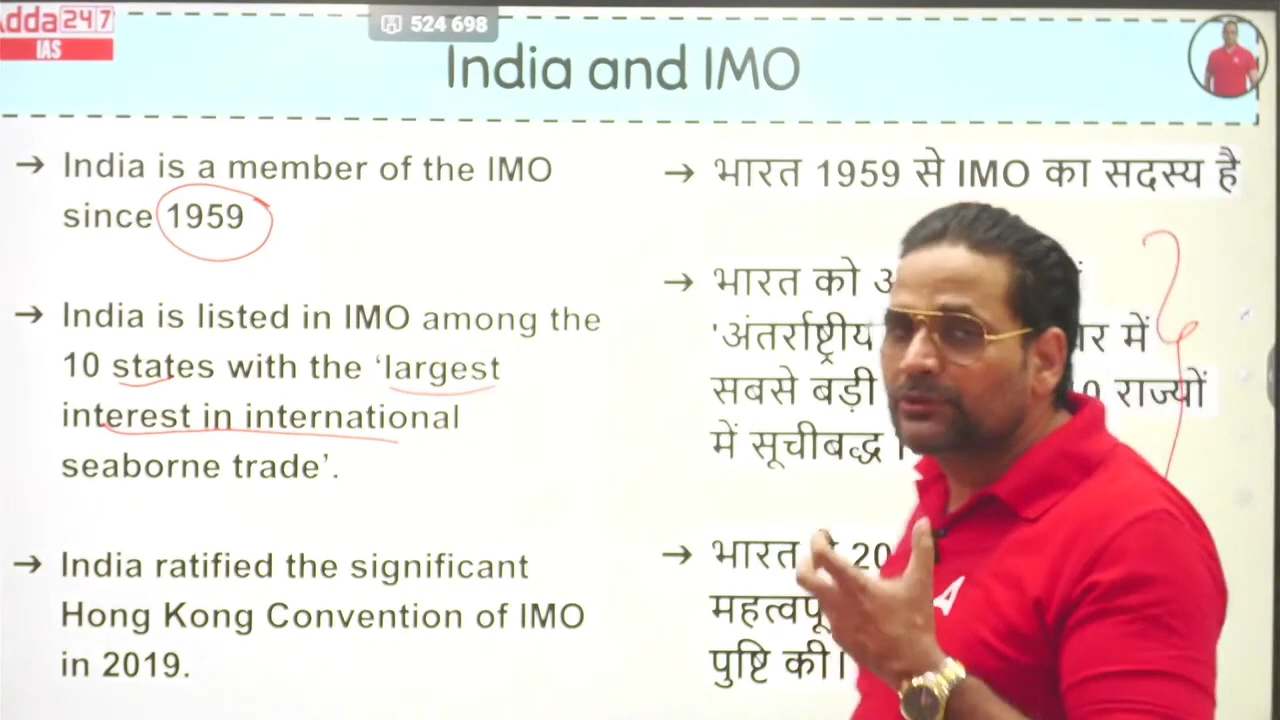 Adda247
IAS
524 698
India and IMO
→ India is a member of the IMO
since 1959
→ India is listed in IMO among the
10 states with the ‘largest
interest in international
seaborne trade’.
→ India ratified the significant
Hong Kong Convention of IMO
in 2019.
→ भारत 1959 से IMO का सदस्य है
→ भारत को
'अंतर्राष्ट्रीय में
सबसे बड़ी राज्यों
में सूचीबद्ध
→ भारत 20
पुष्टि की।